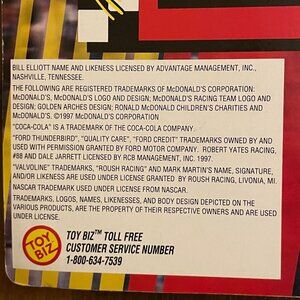 BILL ELLIOTT NAME AND LIKENESS LICENSED BY ADVANTAGE MANAGEMENT, INC.,
NASHVILLE, TENNESSEE.
THE FOLLOWING ARE REGISTERED TRADEMARKS OF McDONALD'S CORPORATION:
McDONALD'S, McDONALD'S LOGO AND DESIGN; McDONALD'S RACING TEAM LOGO AND
DESIGN; GOLDEN ARCHES DESIGN; RONALD McDONALD CHILDREN'S CHARITIES AND
McDONALDS. ©1997 McDONALD'S CORPORATION
"COCA-COLA" IS A TRADEMARK OF THE COCA-COLA COMPANY.
"FORD THUNDERBIRD", "QUALITY CARE", "FORD CREDIT" TRADEMARKS OWNED BY AND
USED WITH PERMISSION GRANTED BY FORD MOTOR COMPANY. ROBERT YATES RACING,
#88 AND DALE JARRETT LICENSED BY RCB MANAGEMENT, INC. 1997.
"VALVOLINE" TRADEMARKS, "ROUSH RACING" AND MARK MARTIN'S NAME, SIGNATURE,
AND/OR LIKENESS ARE USED UNDER LICENSE GRANTED BY ROUSH RACING, LIVONIA, MI.
NASCAR TRADEMARK USED UNDER LICENSE FROM NASCAR.
TRADEMARKS, LOGOS, NAMES, LIKENESSES, AND BODY DESIGN DEPICTED ON THE
VARIOUS PRODUCTS, ARE THE PROPERTY OF THEIR RESPECTIVE OWNERS AND ARE USED
UNDER LICENSE.
TOY BIZ
TOY BIZ™ TOLL FREE
CUSTOMER SERVICE NUMBER
1-800-634-7539